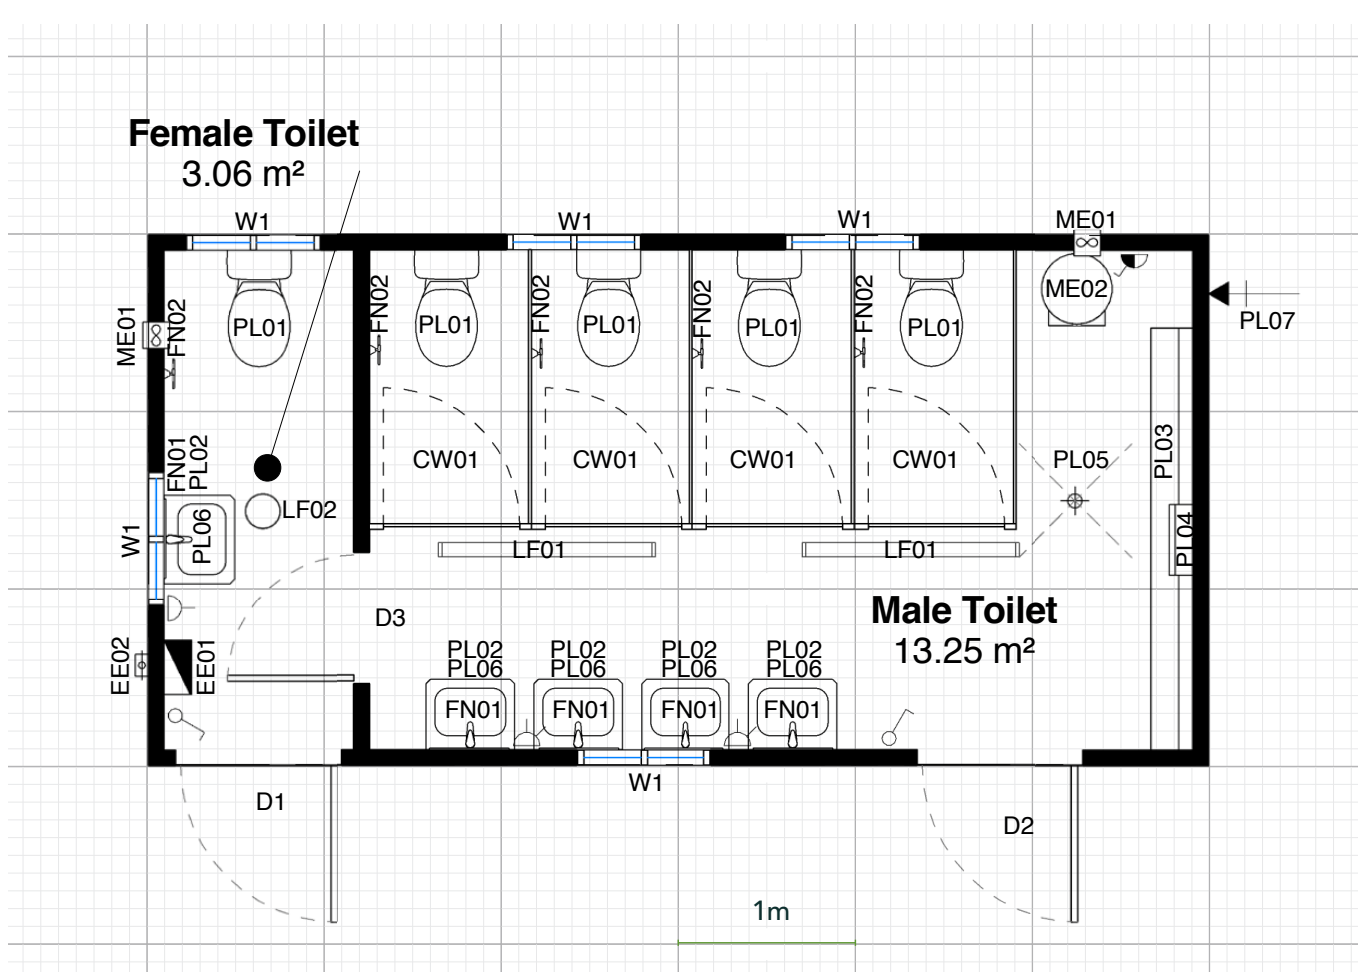 Female Toilet
3.06 m²
W1
W1
W1
ME01
ME01
FN02
PL01
FN02
PL01
FN02
PL01
FN02
PL01
FN02
PL01
ME02
PL07
FN01
PL02
W1
PL06
LF02
CW01
CW01
CW01
CW01
PL05
PL03
PL04
LF01
LF01
D3
Male Toilet
13.25 m²
EE02
EE01
PL02
PL06
FN01
PL02
PL06
FN01
PL02
PL06
FN01
PL02
PL06
FN01
W1
D1
D2
1m